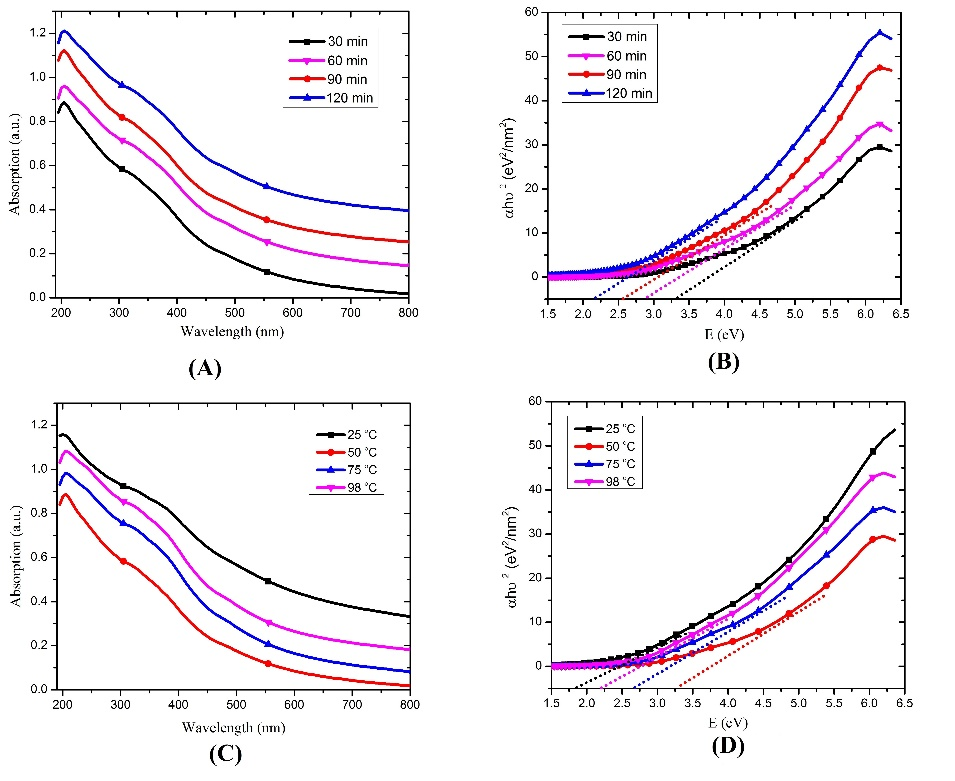 1.2
1.0
0.8
0.6
0.4
0.2
0.0
Absorption (a.u.)
30 min
60 min
90 min
120 min
200 300 400 500 600 700 800
Wavelength (nm)
(A)
60
50
40
30
20
10
0
αhυ ² (eV²/nm²)
30 min
60 min
90 min
120 min
1.5 2.0 2.5 3.0 3.5 4.0 4.5 5.0 5.5 6.0 6.5
E (eV)
(B)
1.2
1.0
0.8
0.6
0.4
0.2
0.0
Absorption (a.u.)
25 °C
50 °C
75 °C
98 °C
200 300 400 500 600 700 800
Wavelength (nm)
(C)
60
50
40
30
20
10
0
αhυ ² (eV²/nm²)
25 °C
50 °C
75 °C
98 °C
1.5 2.0 2.5 3.0 3.5 4.0 4.5 5.0 5.5 6.0 6.5
E (eV)
(D)